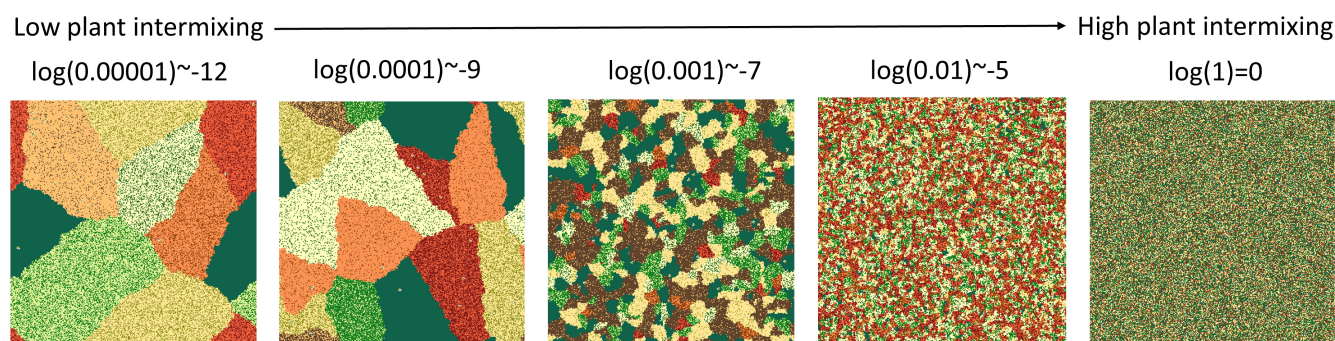 Low plant intermixing
High plant intermixing
log(0.00001)~-12
log(0.0001)~-9
log(0.001)~-7
log(0.01)~-5
log(1)=0